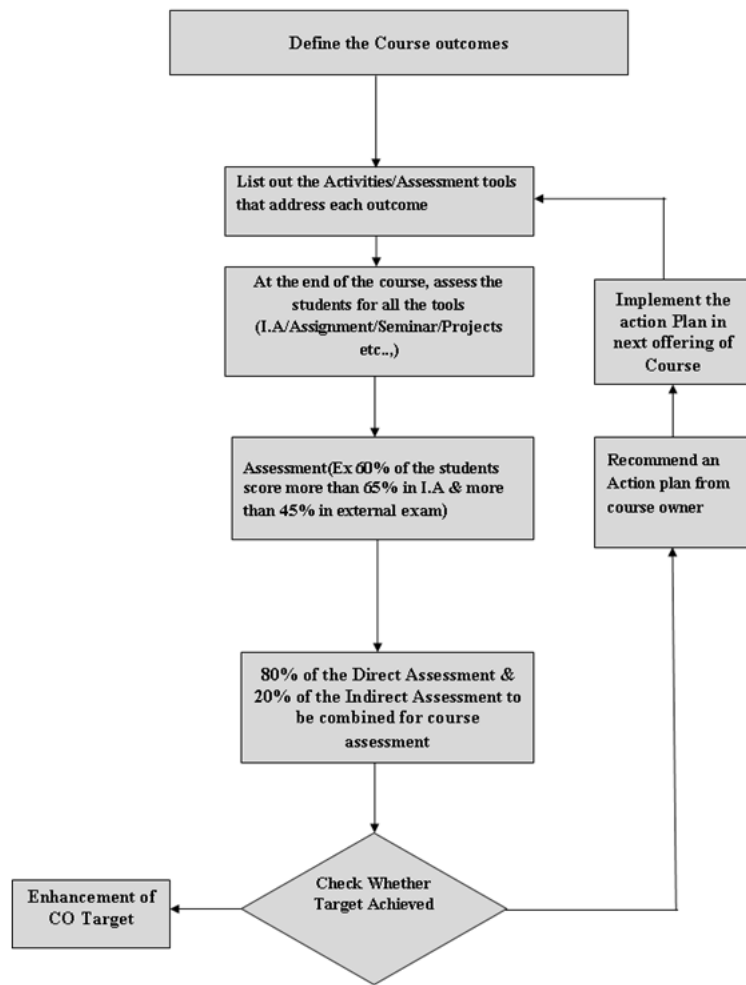 Define the Course outcomes
List out the Activities/Assessment tools
that address each outcome
At the end of the course, assess the
students for all the tools
(I.A/Assignment/Seminar/Projects
etc..,)
Implement the
action Plan in
next offering of
Course
Assessment(Ex 60% of the students
score more than 65% in I.A & more
than 45% in external exam)
Recommend an
Action plan from
course owner
80% of the Direct Assessment &
20% of the Indirect Assessment to
be combined for course
assessment
Check Whether
Target Achieved
Enhancement of
CO Target